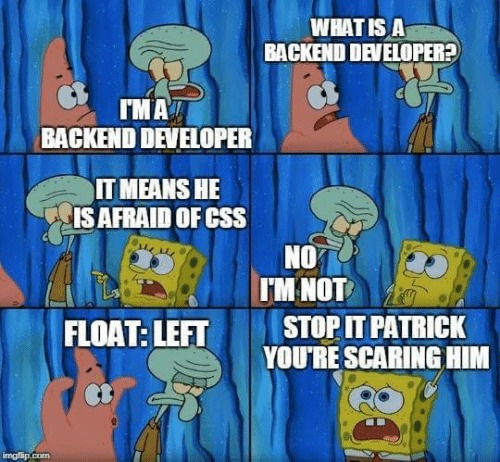 I'M A
BACKEND DEVELOPER
WHAT IS A
BACKEND DEVELOPER?
IT MEANS HE
IS AFRAID OF CSS
NO
I'M NOT
FLOAT: LEFT
STOP IT PATRICK
YOU'RE SCARING HIM
imgflip.com